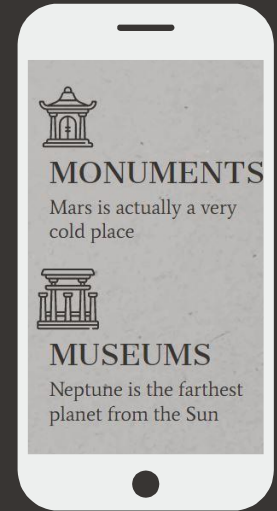 MONUMENTS
Mars is actually a very
cold place
MUSEUMS
Neptune is the farthest
planet from the Sun